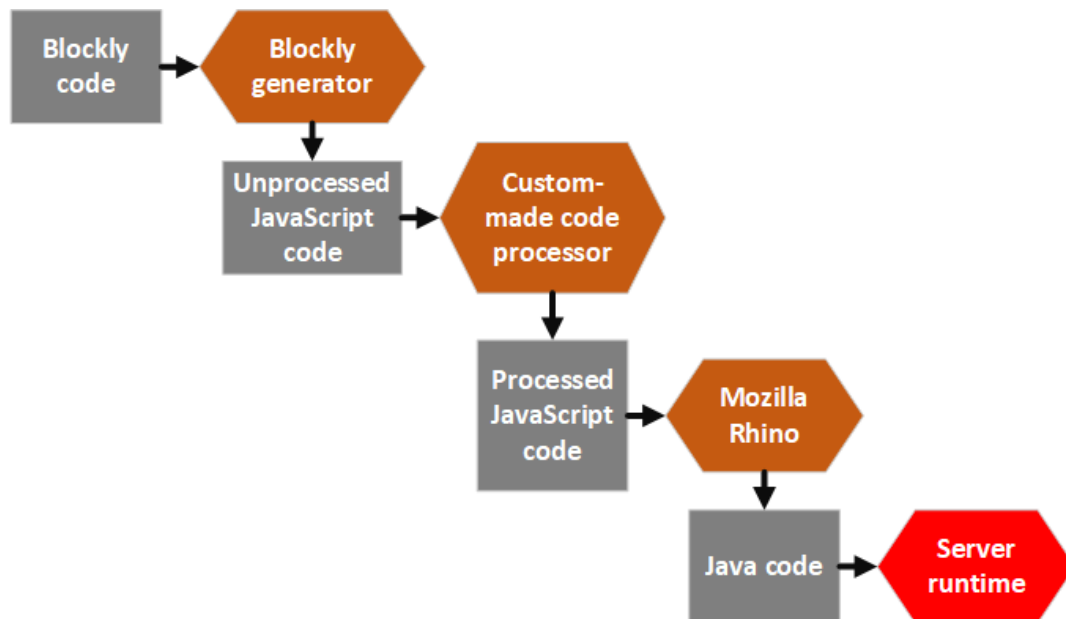 Blockly
code
Blockly
generator
Unprocessed
JavaScript
code
Custom-
made code
processor
Processed
JavaScript
code
Mozilla
Rhino
Java code
Server
runtime